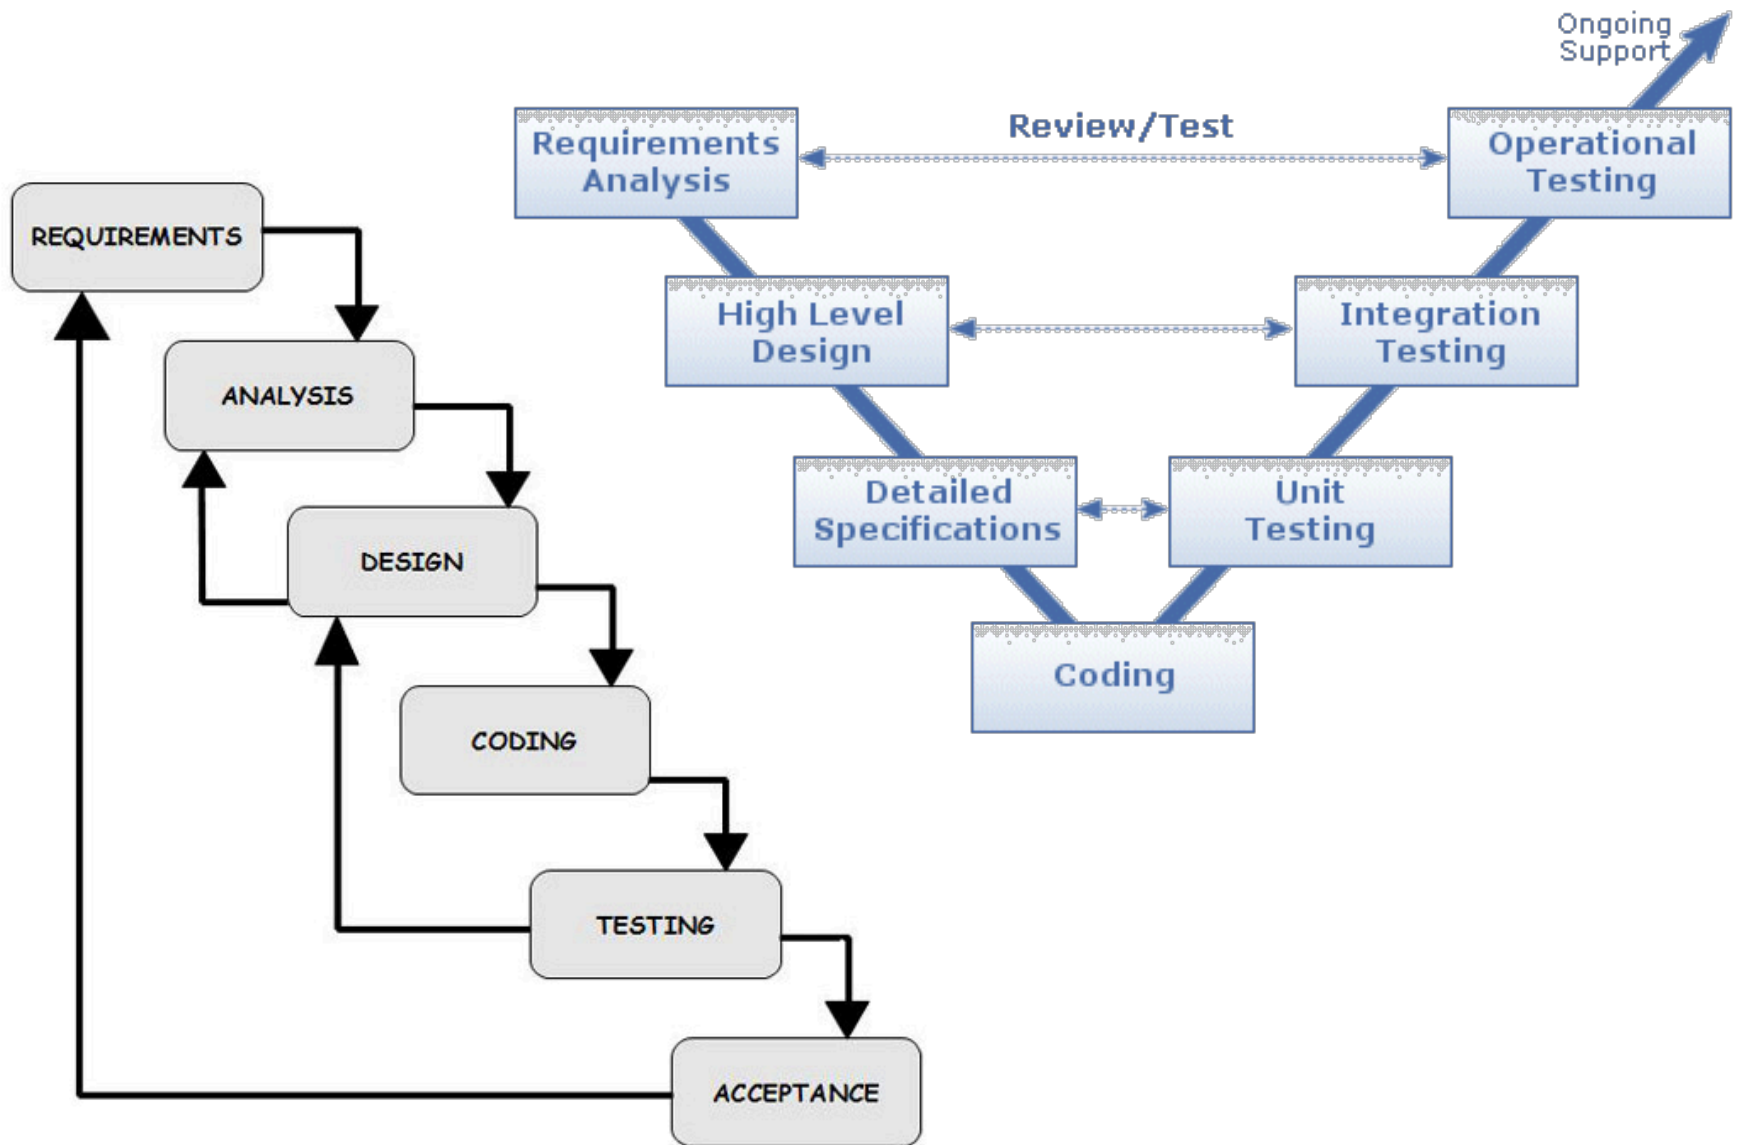 Ongoing
Support
Review/Test
Requirements
Analysis
Operational
Testing
High Level
Design
Integration
Testing
Detailed
Specifications
Unit
Testing
Coding
REQUIREMENTS
ANALYSIS
DESIGN
CODING
TESTING
ACCEPTANCE